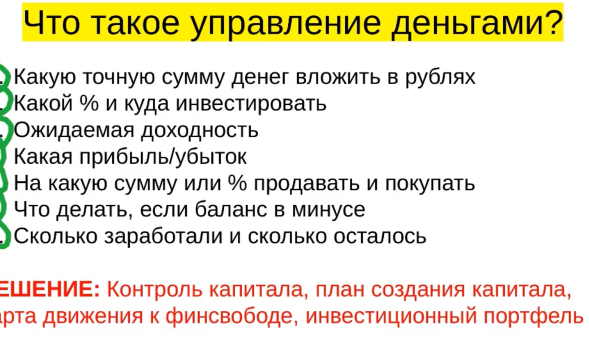 Что такое управление деньгами?
Какую точную сумму денег вложить в рублях
Какой % и куда инвестировать
Ожидаемая доходность
Какая прибыль/убыток
На какую сумму или % продавать и покупать
Что делать, если баланс в минусе
Сколько заработали и сколько осталось
ЕШЕНИЕ: Контроль капитала, план создания капитала,
арта движения к финсвободе, инвестиционный портфель